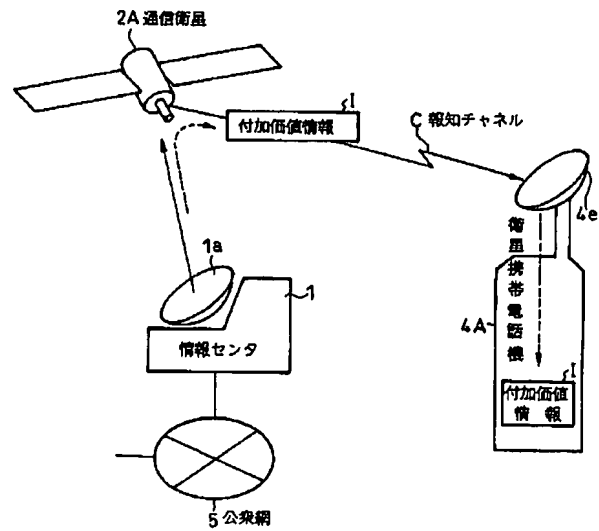 2A 通信衛星
I
付加価値情報
C 報知チャネル
4e
1a
1
情報センタ
5 公衆網
衛星携帯電話機
4A
I
付加価値
情 報